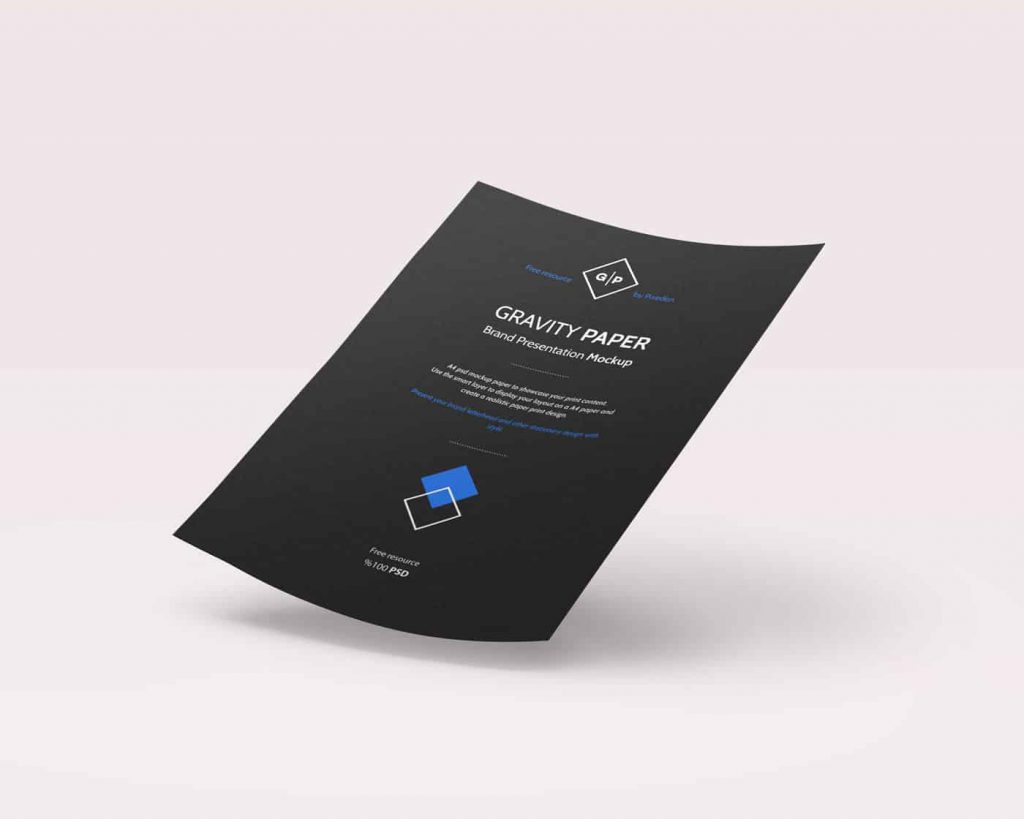 Free resource
G/P
by Pixeden
GRAVITY PAPER
Brand Presentation Mockup
A4 psd mockup paper to showcase your print content.
Use the smart layer to display your layout on a A4 paper and
create a realistic paper print design.
Present your brand letterhead and other stationery design with
style.
Free resource
%100 PSD